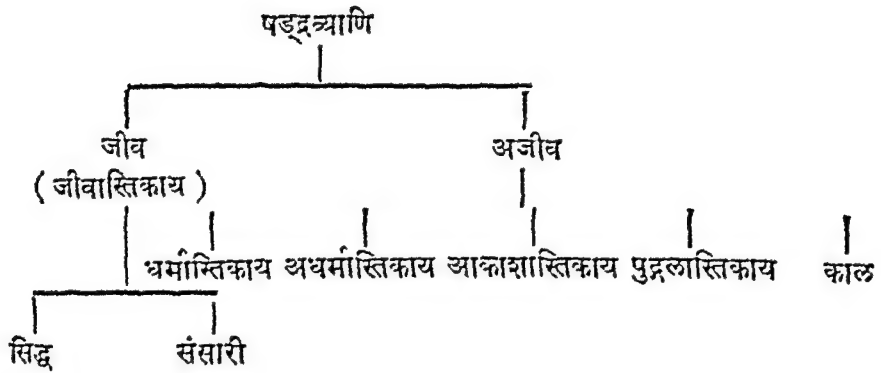 षड्द्रव्याणि
जीव अजीव
( जीवास्तिकाय )
धर्मास्तिकाय अधर्मास्तिकाय आकाशास्तिकाय पुद्गलास्तिकाय काल
सिद्ध संसारी